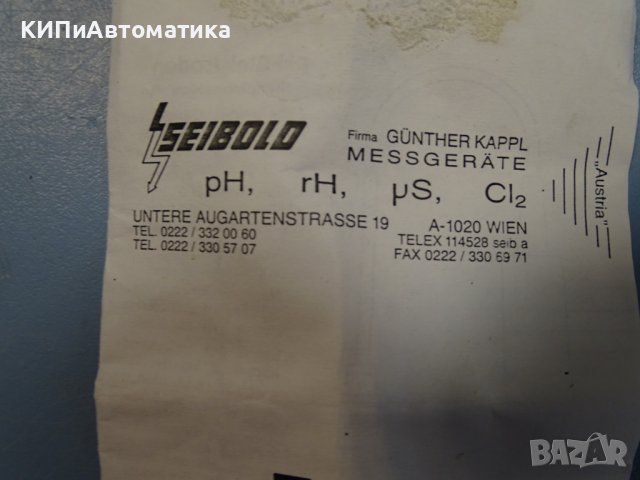 КИПиАвтоматика
SEIBOLD
Firma GÜNTHER KAPPL
MESSGERÄTE
pH, rH, µS, Cl₂
„Austria”
UNTERE AUGARTENSTRASSE 19
TEL. 0222 / 332 00 60
TEL. 0222 / 330 57 07
A-1020 WIEN
TELEX 114528 seib a
FAX 0222 / 330 69 71
BAZAR